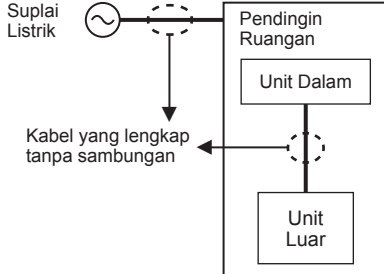 Suplai
Listrik
Pendingin
Ruangan
Unit Dalam
Kabel yang lengkap
tanpa sambungan
Unit
Luar